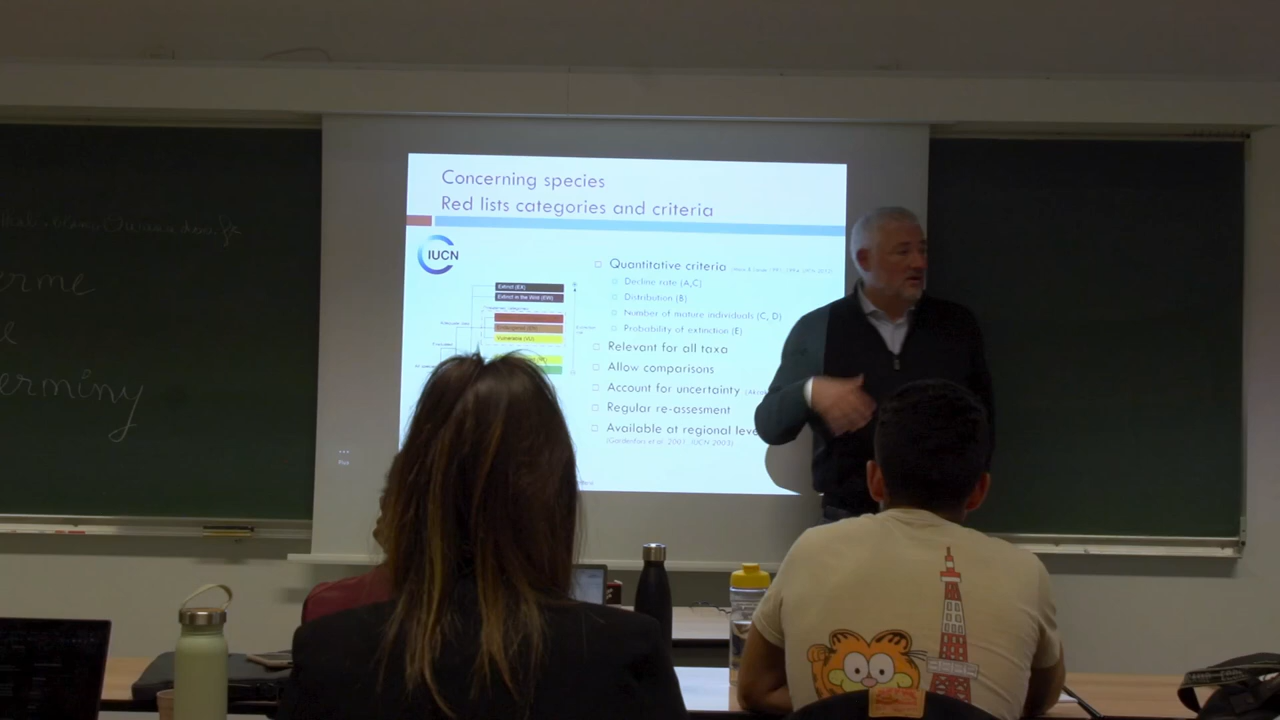 Concerning species
Red lists categories and criteria
IUCN
Extinct (EX)
Extinct in the Wild (EW)
Endangered (EN)
Vulnerable (VU)
Quantitative criteria
Decline rate (A,C)
Distribution (B)
Number of mature individuals (C, D)
Probability of extinction (E)
Relevant for all taxa
Allow comparisons
Account for uncertainty
Regular re-assesment
Available at regional leve
(Gardenfors et al. 2001, IUCN 2003)
erme
erminy